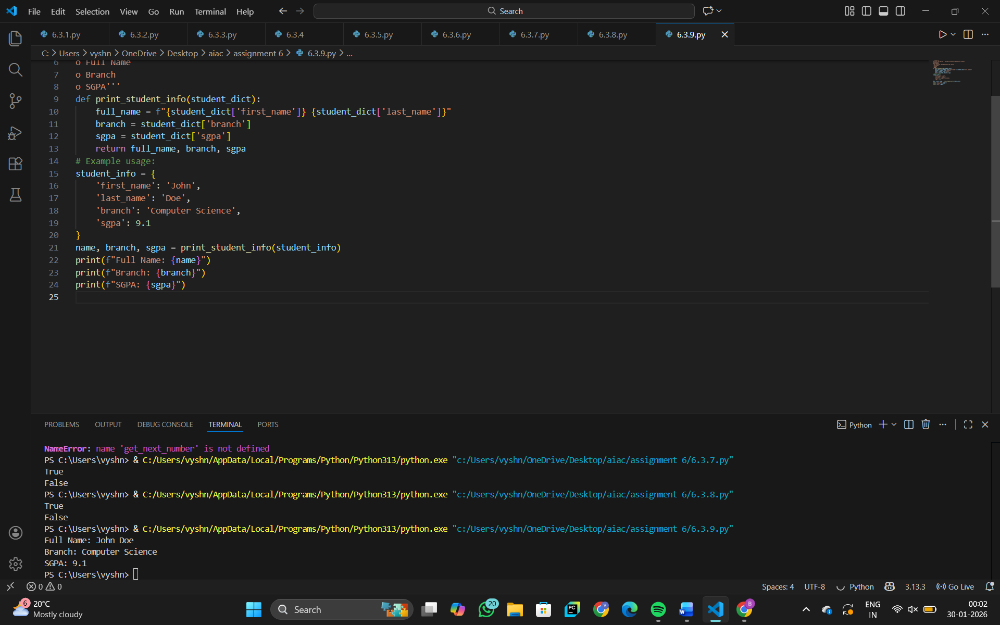 File Edit Selection View Go Run Terminal Help
Search
6.3.1.py 6.3.2.py 6.3.3.py 6.3.4 6.3.5.py 6.3.6.py 6.3.7.py 6.3.8.py 6.3.9.py
C: > Users > vyshn > OneDrive > Desktop > aiac > assignment 6 > 6.3.9.py > ...
6 o Full Name
7 o Branch
8 o SGPA'''
9 def print_student_info(student_dict):
10     full_name = f"{student_dict['first_name']} {student_dict['last_name']}"
11     branch = student_dict['branch']
12     sgpa = student_dict['sgpa']
13     return full_name, branch, sgpa
14 # Example usage:
15 student_info = {
16     'first_name': 'John',
17     'last_name': 'Doe',
18     'branch': 'Computer Science',
19     'sgpa': 9.1
20 }
21 name, branch, sgpa = print_student_info(student_info)
22 print(f"Full Name: {name}")
23 print(f"Branch: {branch}")
24 print(f"SGPA: {sgpa}")
25
PROBLEMS OUTPUT DEBUG CONSOLE TERMINAL PORTS
Python
NameError: name 'get_next_number' is not defined
PS C:\Users\vyshn> & C:/Users/vyshn/AppData/Local/Programs/Python/Python313/python.exe "c:/Users/vyshn/OneDrive/Desktop/aiac/assignment 6/6.3.7.py"
True
False
PS C:\Users\vyshn> & C:/Users/vyshn/AppData/Local/Programs/Python/Python313/python.exe "c:/Users/vyshn/OneDrive/Desktop/aiac/assignment 6/6.3.8.py"
True
False
PS C:\Users\vyshn> & C:/Users/vyshn/AppData/Local/Programs/Python/Python313/python.exe "c:/Users/vyshn/OneDrive/Desktop/aiac/assignment 6/6.3.9.py"
Full Name: John Doe
Branch: Computer Science
SGPA: 9.1
PS C:\Users\vyshn>
0 0 Spaces: 4 UTF-8 Python 3.13.3 Go Live
6 20°C
Mostly cloudy
Search
PC
V
20
W
B
ENG
IN
00:02
30-01-2026